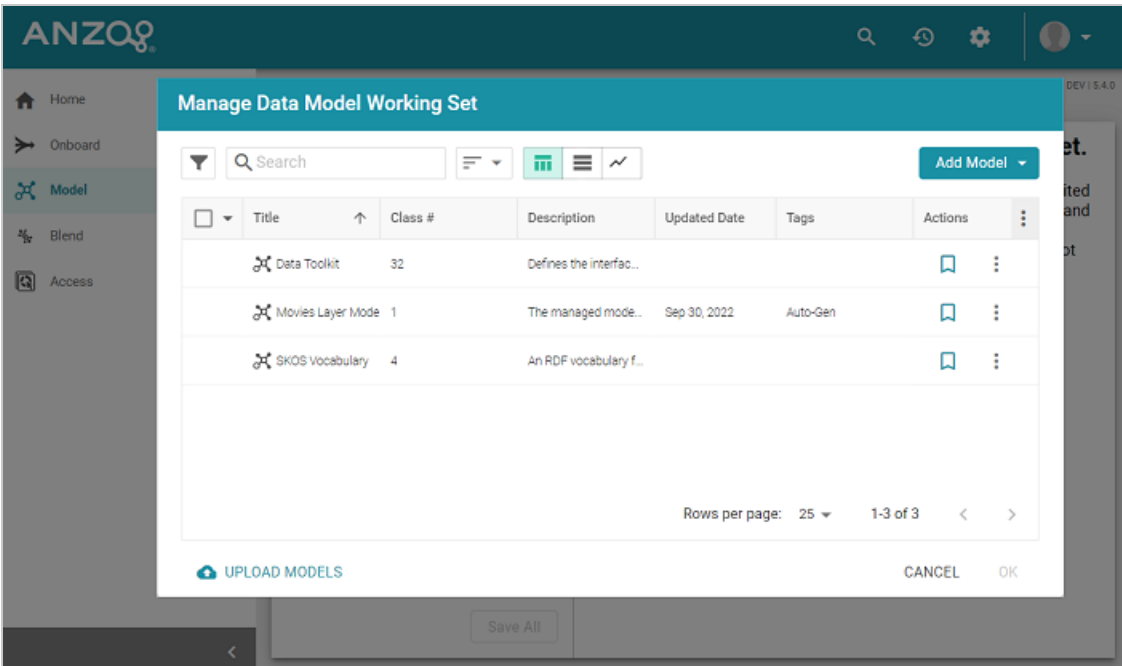 ANZO
DEV | 5.4.0
Home
Onboard
Model
Blend
Access
et.
ited
and
ot
Manage Data Model Working Set
Search
Add Model
Title Class # Description Updated Date Tags Actions
Data Toolkit 32 Defines the interfac...
Movies Layer Mode 1 The managed mode... Sep 30, 2022 Auto-Gen
SKOS Vocabulary 4 An RDF vocabulary f...
Rows per page: 25 1-3 of 3
UPLOAD MODELS CANCEL OK
Save All